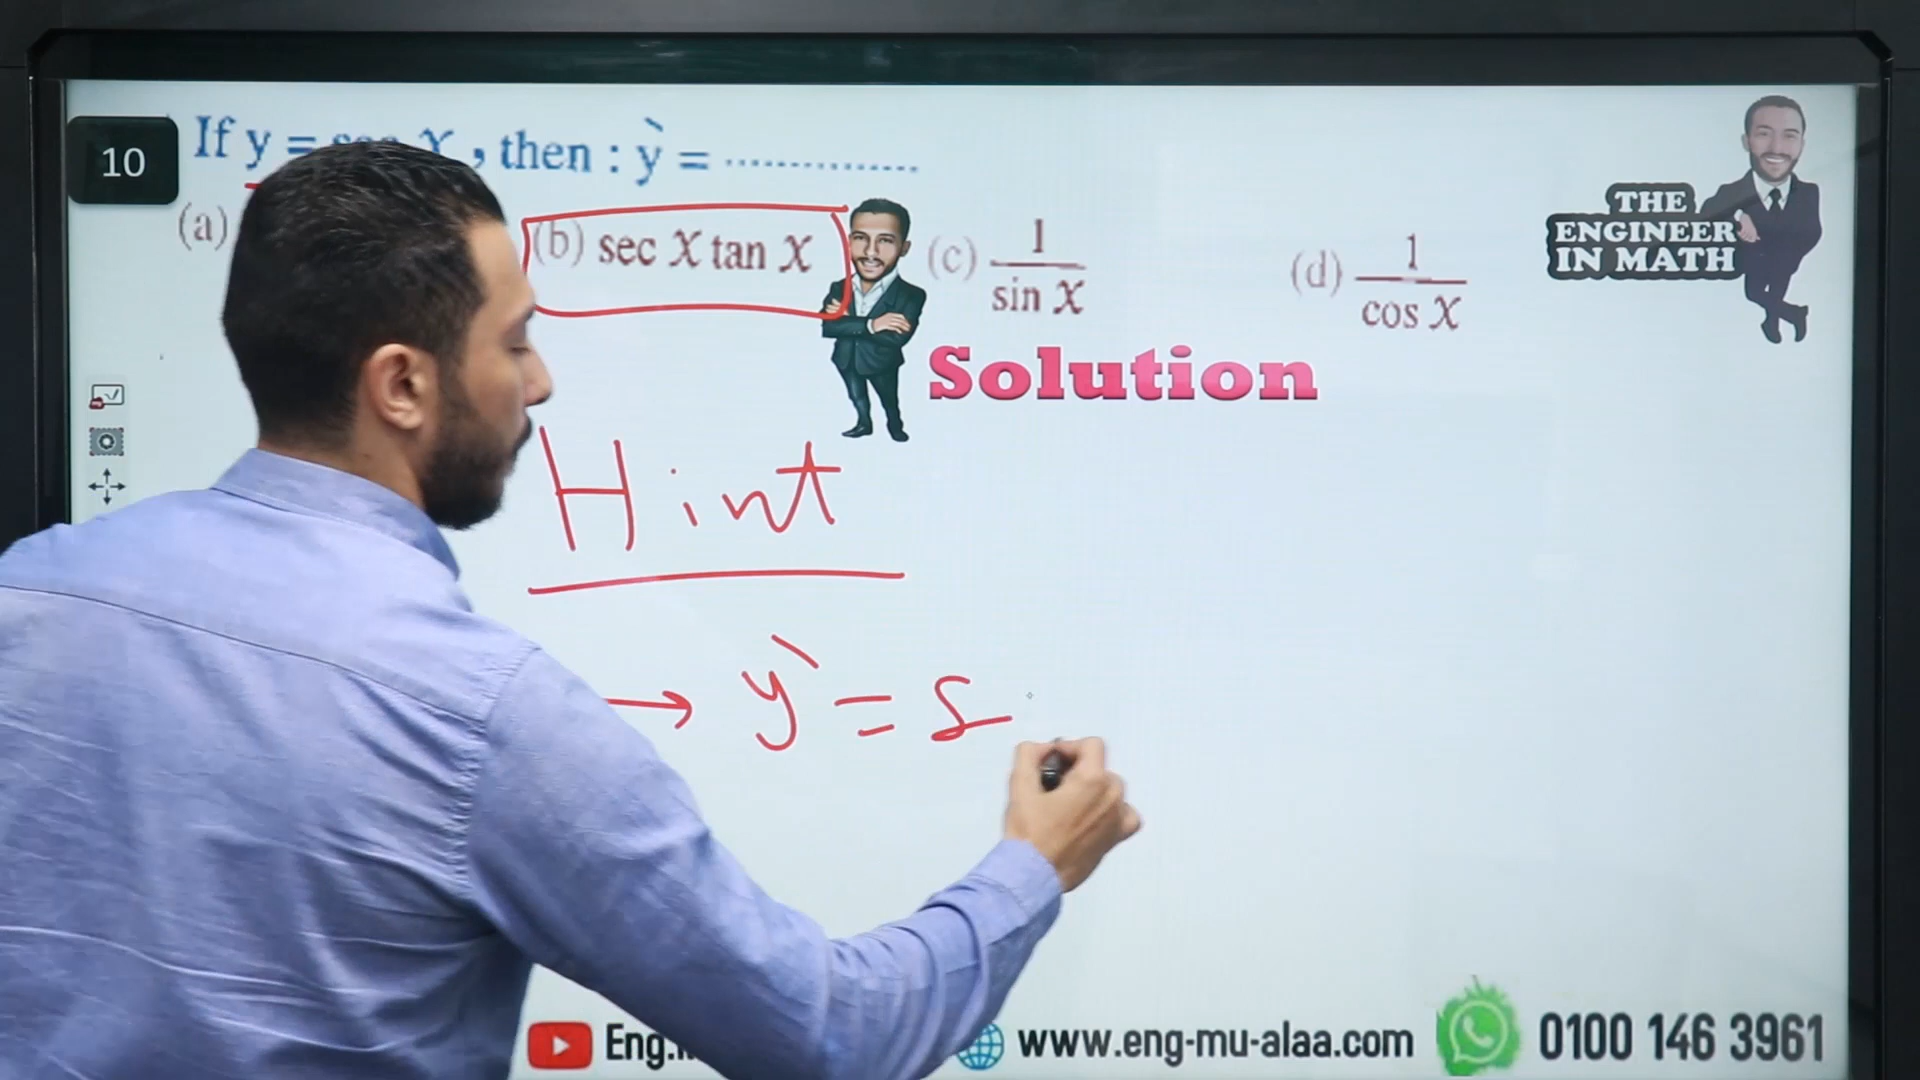 10
If y = sec X , then : y` = ................
(a)
(b) sec X tan X
(c) 1 / sin X
(d) 1 / cos X
THE
ENGINEER
IN MATH
Solution
Hint
→ y` = s
Eng.
www.eng-mu-alaa.com
0100 146 3961